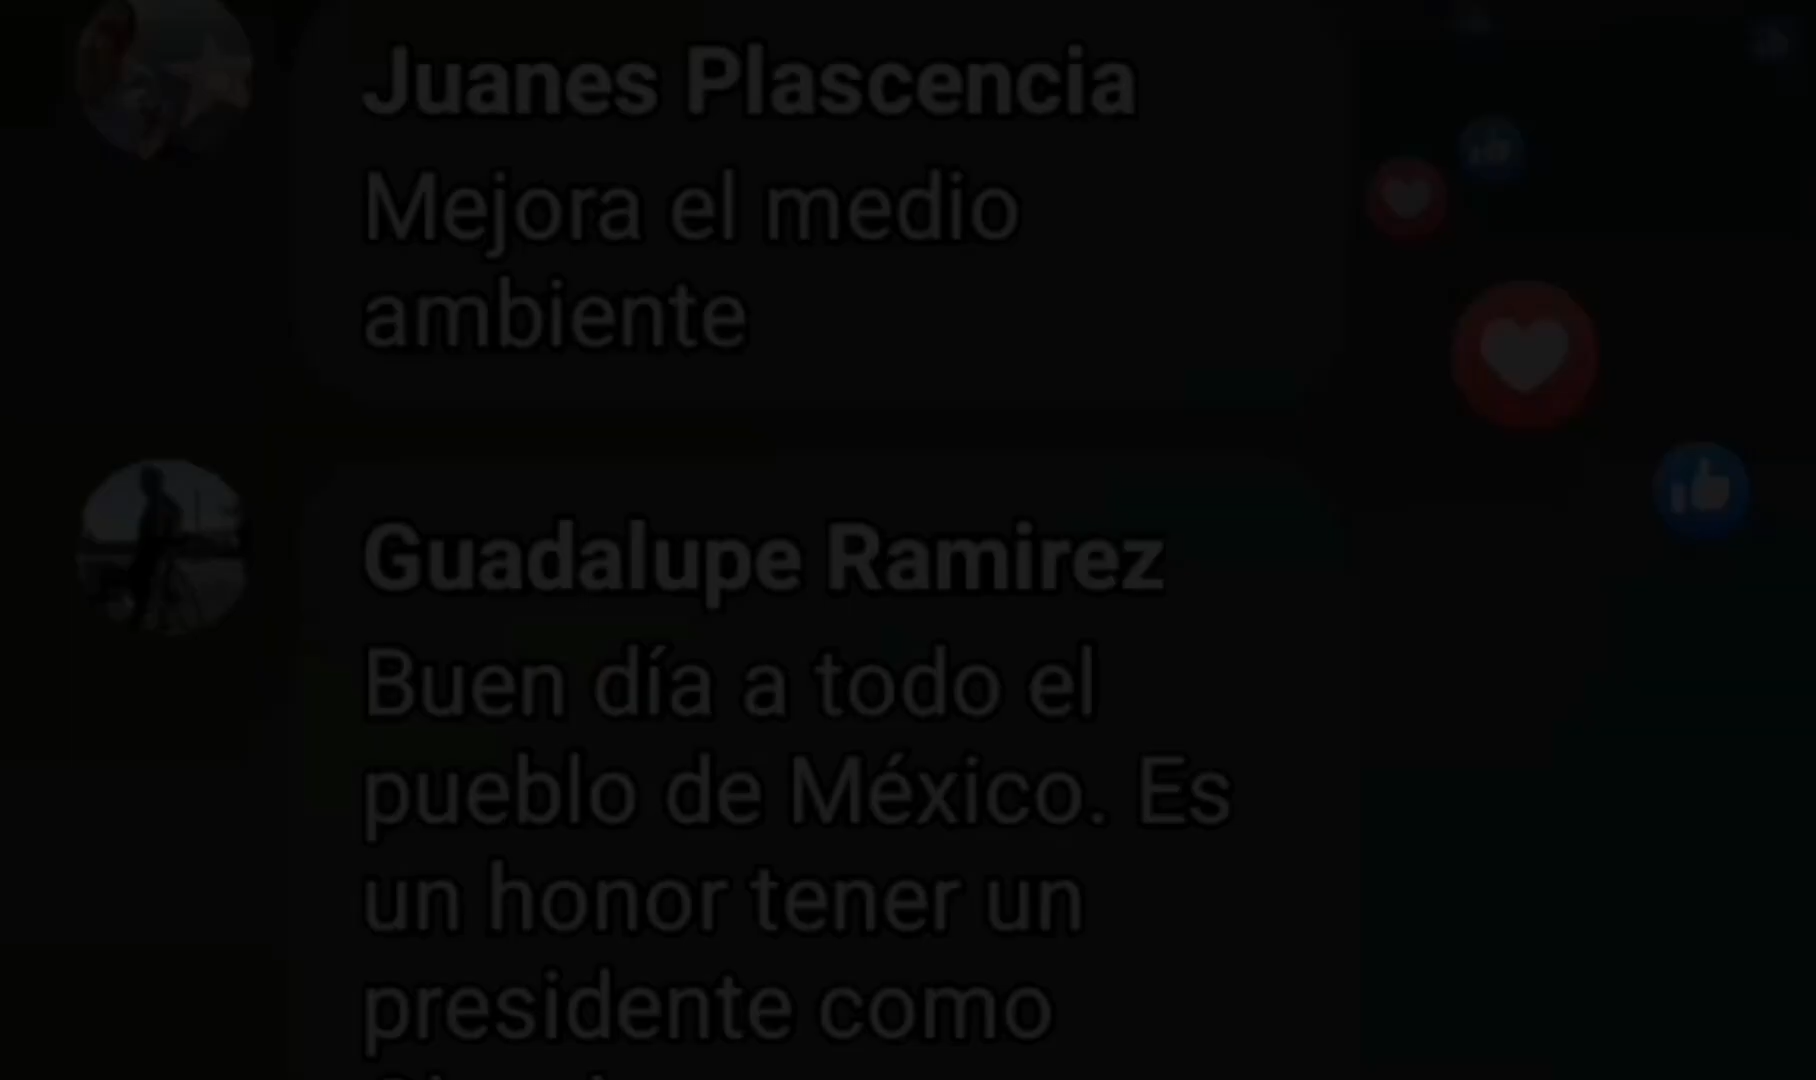 Juanes Plascencia
Mejora el medio
ambiente
Guadalupe Ramirez
Buen día a todo el
pueblo de México. Es
un honor tener un
presidente como